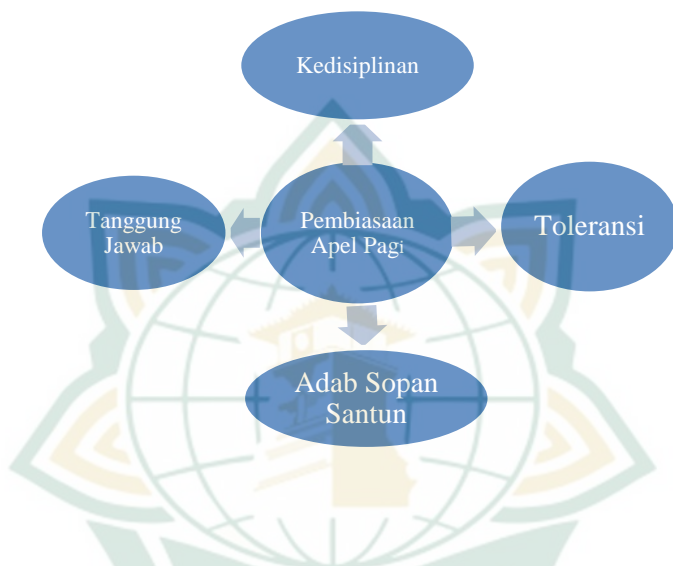 Kedisiplinan
Tanggung
Jawab
Pembiasaan
Apel Pagi
Toleransi
Adab Sopan
Santun